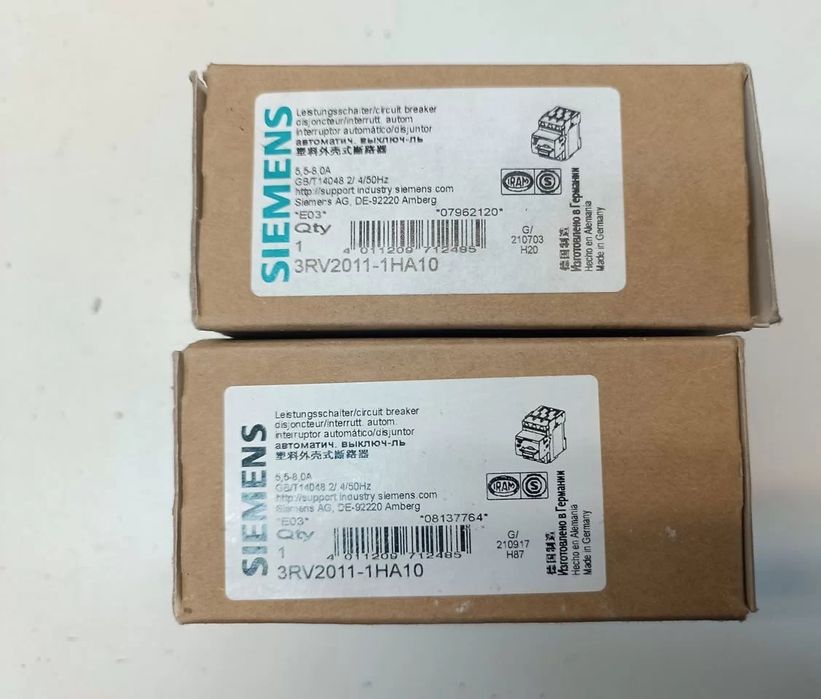 SIEMENS
Leistungsschalter/circuit breaker
disjoncteur/interrutt. autom
interruptor automático/disjuntor
автоматич. выключ-ль
塑料外壳式断路器
5,5-8,0A
GB/T14048.2/.4/50Hz
http://support.industry.siemens.com
Siemens AG, DE-92220 Amberg
*E03*
*07962120*
Qty
1
4 011209 712485
3RV2011-1HA10
G/
210703
H20
IRAM
S
德国制造
Изготовлено в Германии
Hecho en Alemania
Made in Germany
SIEMENS
Leistungsschalter/circuit breaker
disjoncteur/interrutt. autom.
interruptor automático/disjuntor
автоматич. выключ-ль
塑料外壳式断路器
5,5-8,0A
GB/T14048.2/.4/50Hz
http://support.industry.siemens.com
Siemens AG, DE-92220 Amberg
*E03*
*08137764*
Qty
1
4 011209 712485
3RV2011-1HA10
G/
210917
H87
IRAM
S
德国制造
Изготовлено в Германии
Hecho en Alemania
Made in Germany